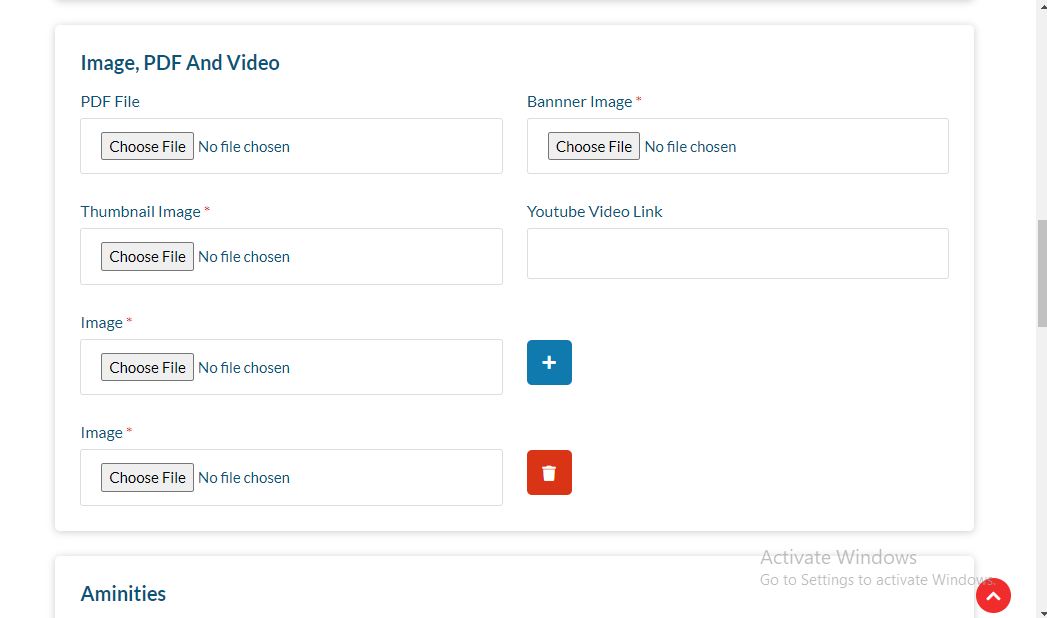 Image, PDF And Video
PDF File
Choose File No file chosen
Bannner Image *
Choose File No file chosen
Thumbnail Image *
Choose File No file chosen
Youtube Video Link
Image *
Choose File No file chosen
+
Image *
Choose File No file chosen
Aminities
Activate Windows
Go to Settings to activate Windows.